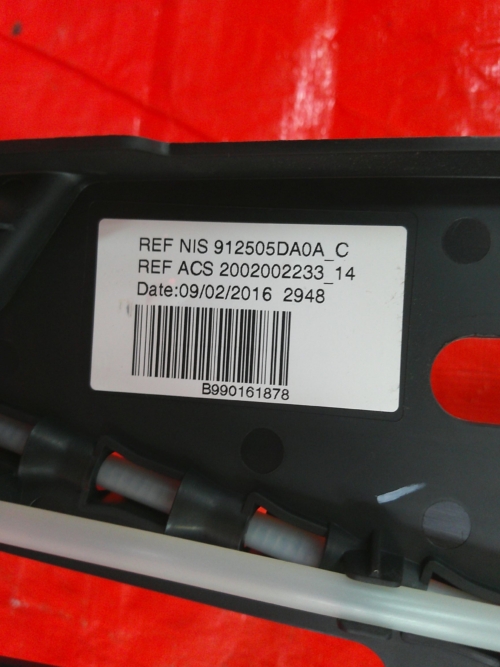 REF NIS 912505DA0A_C
REF ACS 2002002233_14
Date:09/02/2016 2948
B990161878